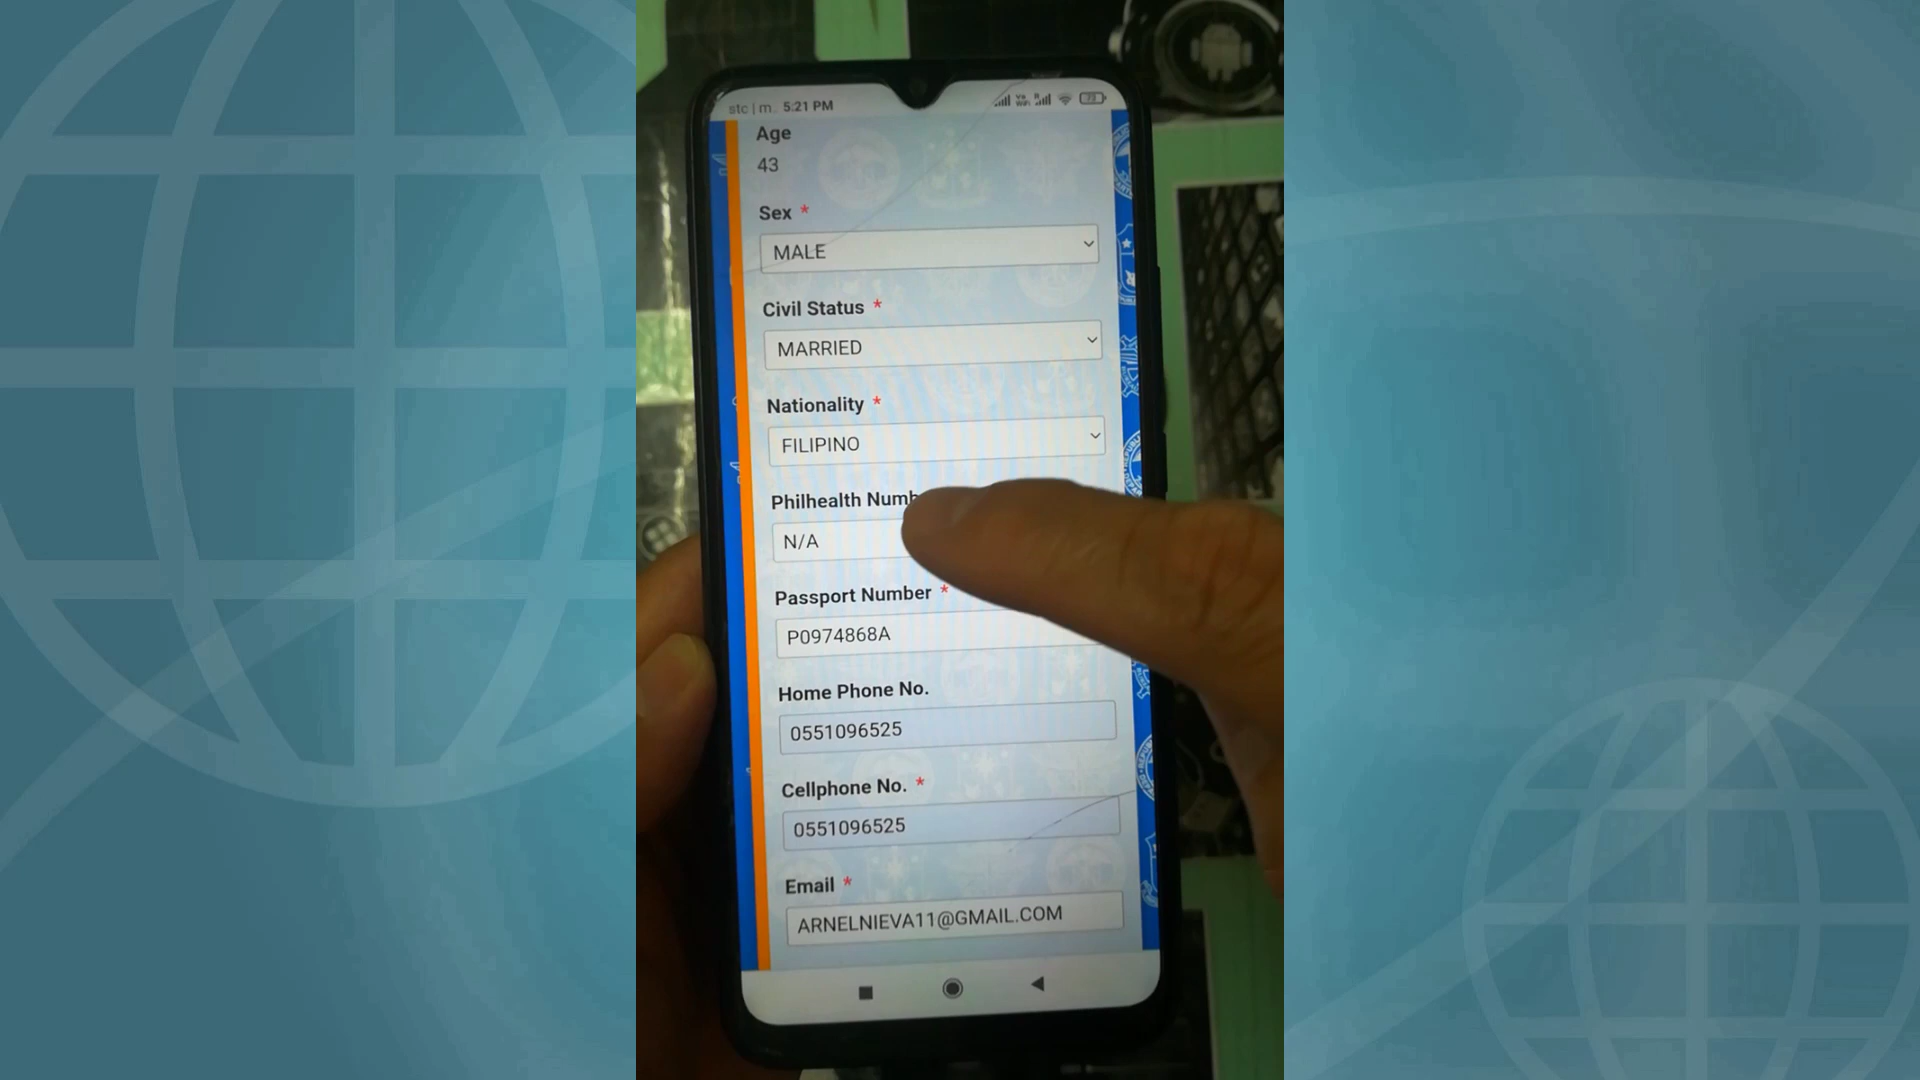 stc | m.. 5:21 PM
Age
43
Sex *
MALE
Civil Status *
MARRIED
Nationality *
FILIPINO
Philhealth Numb
N/A
Passport Number *
P0974868A
Home Phone No.
0551096525
Cellphone No. *
0551096525
Email *
ARNELNIEVA11@GMAIL.COM